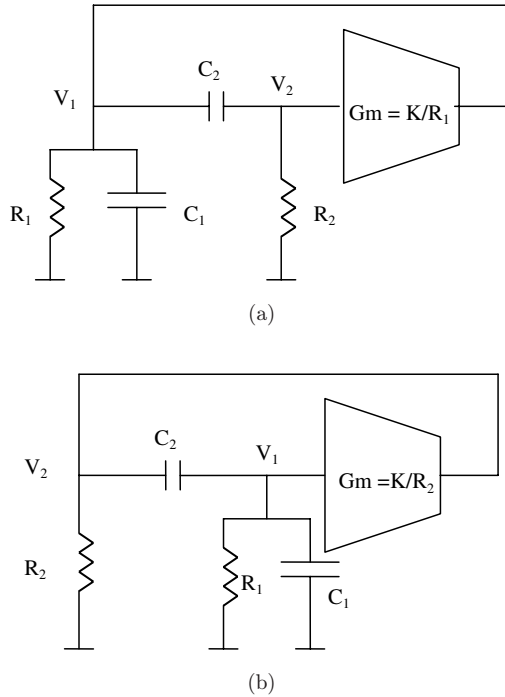 C₂
V₁
V₂
Gm = K/R₁
R₁
C₁
R₂
(a)
C₂
V₂
V₁
Gm =K/R₂
R₂
R₁
C₁
(b)